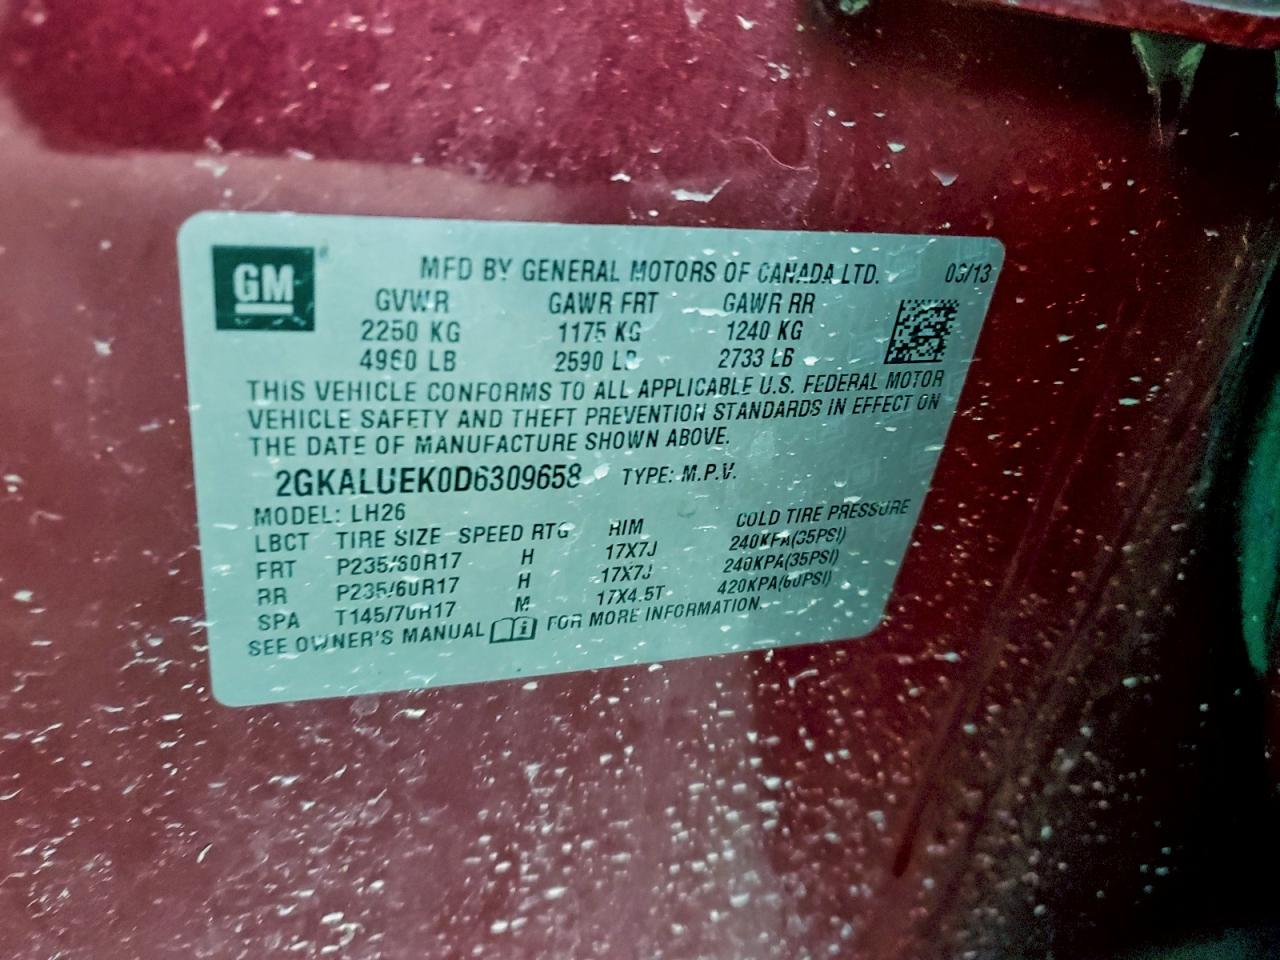 GM
MFD BY GENERAL MOTORS OF CANADA LTD. 03/13
GVWR GAWR FRT GAWR RR
2250 KG 1175 KG 1240 KG
4960 LB 2590 LB 2733 LB
THIS VEHICLE CONFORMS TO ALL APPLICABLE U.S. FEDERAL MOTOR
VEHICLE SAFETY AND THEFT PREVENTION STANDARDS IN EFFECT ON
THE DATE OF MANUFACTURE SHOWN ABOVE.
2GKALUEK0D6309658 TYPE: M.P.V.
MODEL: LH26
LBCT TIRE SIZE SPEED RTG RIM COLD TIRE PRESSURE
FRT P235/60R17 H 17X7J 240KPA(35PSI)
RR P235/60R17 H 17X7J 240KPA(35PSI)
SPA T145/70R17 M 17X4.5T 420KPA(60PSI)
SEE OWNER'S MANUAL FOR MORE INFORMATION.